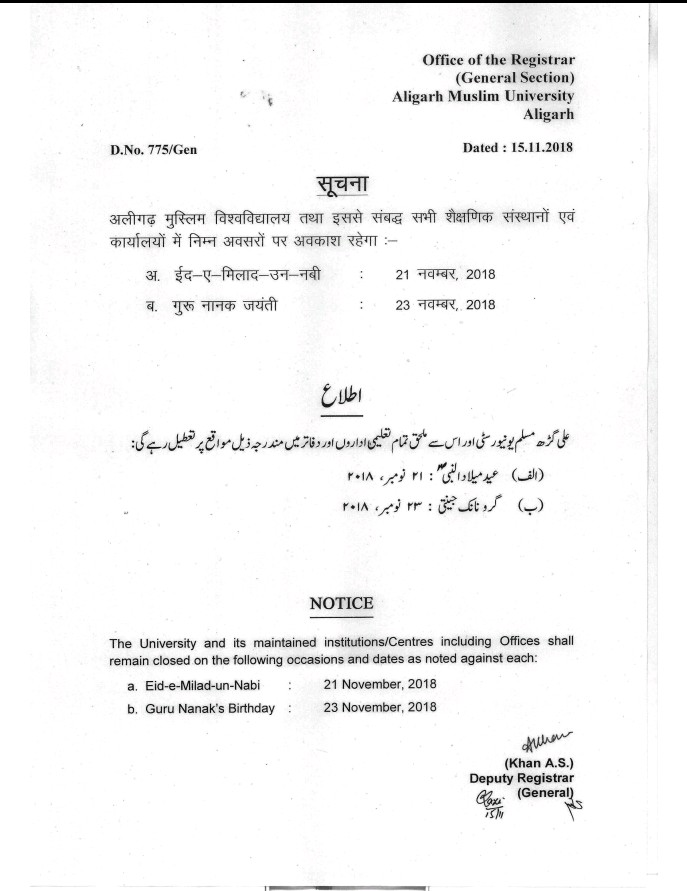 Office of the Registrar
(General Section)
Aligarh Muslim University
Aligarh
D.No. 775/Gen
Dated : 15.11.2018
सूचना
अलीगढ़ मुस्लिम विश्वविद्यालय तथा इससे संबद्ध सभी शैक्षणिक संस्थानों एवं
कार्यालयों में निम्न अवसरों पर अवकाश रहेगा :–
अ. ईद–ए–मिलाद–उन–नबी : 21 नवम्बर, 2018
ब. गुरू नानक जयंती : 23 नवम्बर, 2018
اطلاع
علی گڑھ مسلم یونیورسٹی اور اس سے ملحق تمام تعلیمی اداروں اور دفاتر میں مندرجہ ذیل مواقع پر تعطیل رہے گی:
(الف) عید میلاد النبیؐ : ۲۱ نومبر، ۲۰۱۸
(ب) گرو نانک جینتی : ۲۳ نومبر، ۲۰۱۸
NOTICE
The University and its maintained institutions/Centres including Offices shall
remain closed on the following occasions and dates as noted against each:
a. Eid-e-Milad-un-Nabi : 21 November, 2018
b. Guru Nanak's Birthday : 23 November, 2018
(Khan A.S.)
Deputy Registrar
(General)
15/11